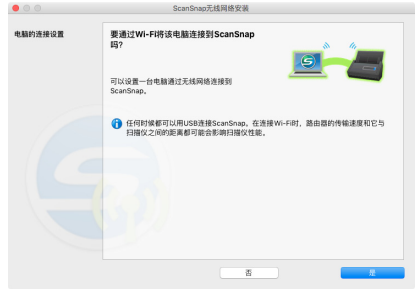 ScanSnap无线网络安装
电脑的连接设置
要通过Wi-Fi将该电脑连接到ScanSnap
吗?
可以设置一台电脑通过无线网络连接到
ScanSnap。
任何时候都可以用USB连接ScanSnap。在连接Wi-Fi时，路由器的传输速度和它与
扫描仪之间的距离都可能会影响扫描仪性能。
否
是